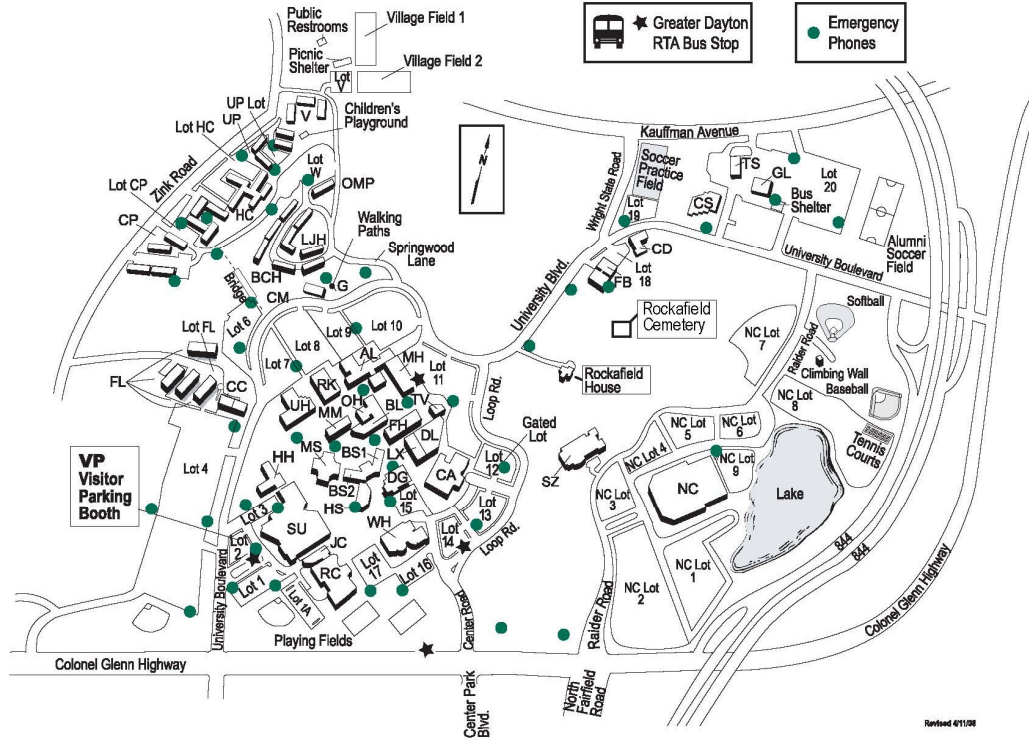 Public
Restrooms
Village Field 1
Picnic
Shelter
Village Field 2
Lot
V
Greater Dayton
RTA Bus Stop
Emergency
Phones
UP Lot
UP
V
Children's
Playground
Lot HC
Lot
W
OMP
Zink Road
Lot CP
CP
HC
LJH
Walking
Paths
Springwood
Lane
BCH
G
CM
Bridge
N
Kauffman Avenue
Wright State Road
Soccer
Practice
Field
TS
GL
Lot
20
Lot
19
CS
Bus
Shelter
CD
FB
Lot
18
University Boulevard
Alumni
Soccer
Field
University Blvd.
Rockafield
Cemetery
Rockafield
House
NC Lot
7
Softball
Raider Road
Climbing Wall
Baseball
NC Lot
8
Tennis
Courts
Lot 6
Lot FL
FL
CC
Lot 7
Lot 8
Lot 9
Lot 10
AL
MH
Lot
11
RK
UH
OH
MM
BL
TV
FH
DL
MS
BS1
LX
HH
BS2
DG
CA
HS
Lot
15
Loop Rd.
Gated
Lot
Lot
12
SZ
NC Lot
5
NC Lot
6
NC Lot 4
NC Lot
9
NC Lot
3
NC
Lake
VP
Visitor
Parking
Booth
Lot 4
Lot 3
SU
WH
Lot
13
Lot
14
Loop Rd.
Lot
2
JC
RC
Lot
17
Lot 16
Lot 1
Lot 1A
NC Lot
2
NC Lot
1
844
844
University Boulevard
Playing Fields
Center Road
Raider Road
Colonel Glenn Highway
Colonel Glenn Highway
Center Park
Blvd.
North
Fairfield
Road
Revised 4/11/06